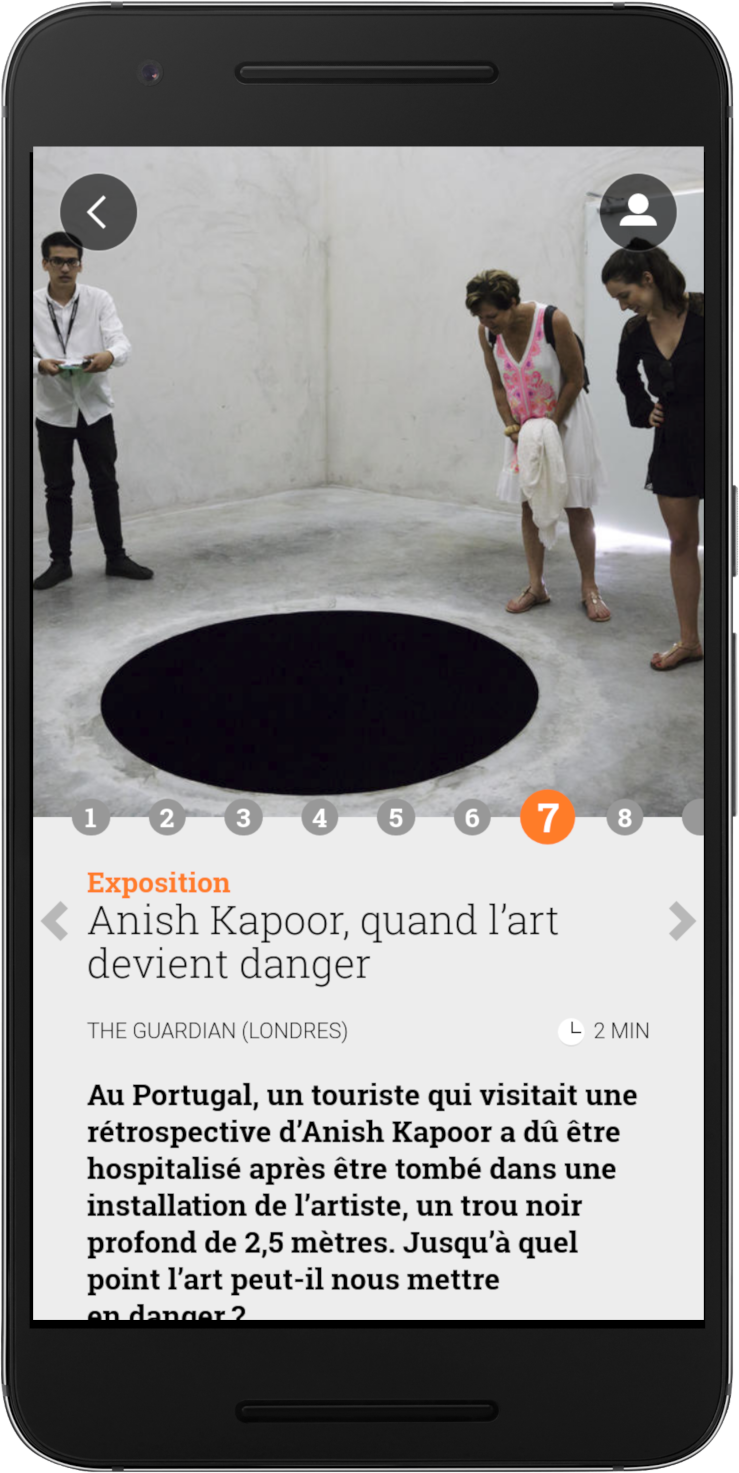 1 2 3 4 5 6 7 8
Exposition
Anish Kapoor, quand l’art
devient danger
THE GUARDIAN (LONDRES)
2 MIN
Au Portugal, un touriste qui visitait une
rétrospective d’Anish Kapoor a dû être
hospitalisé après être tombé dans une
installation de l’artiste, un trou noir
profond de 2,5 mètres. Jusqu’à quel
point l’art peut-il nous mettre
en danger ?